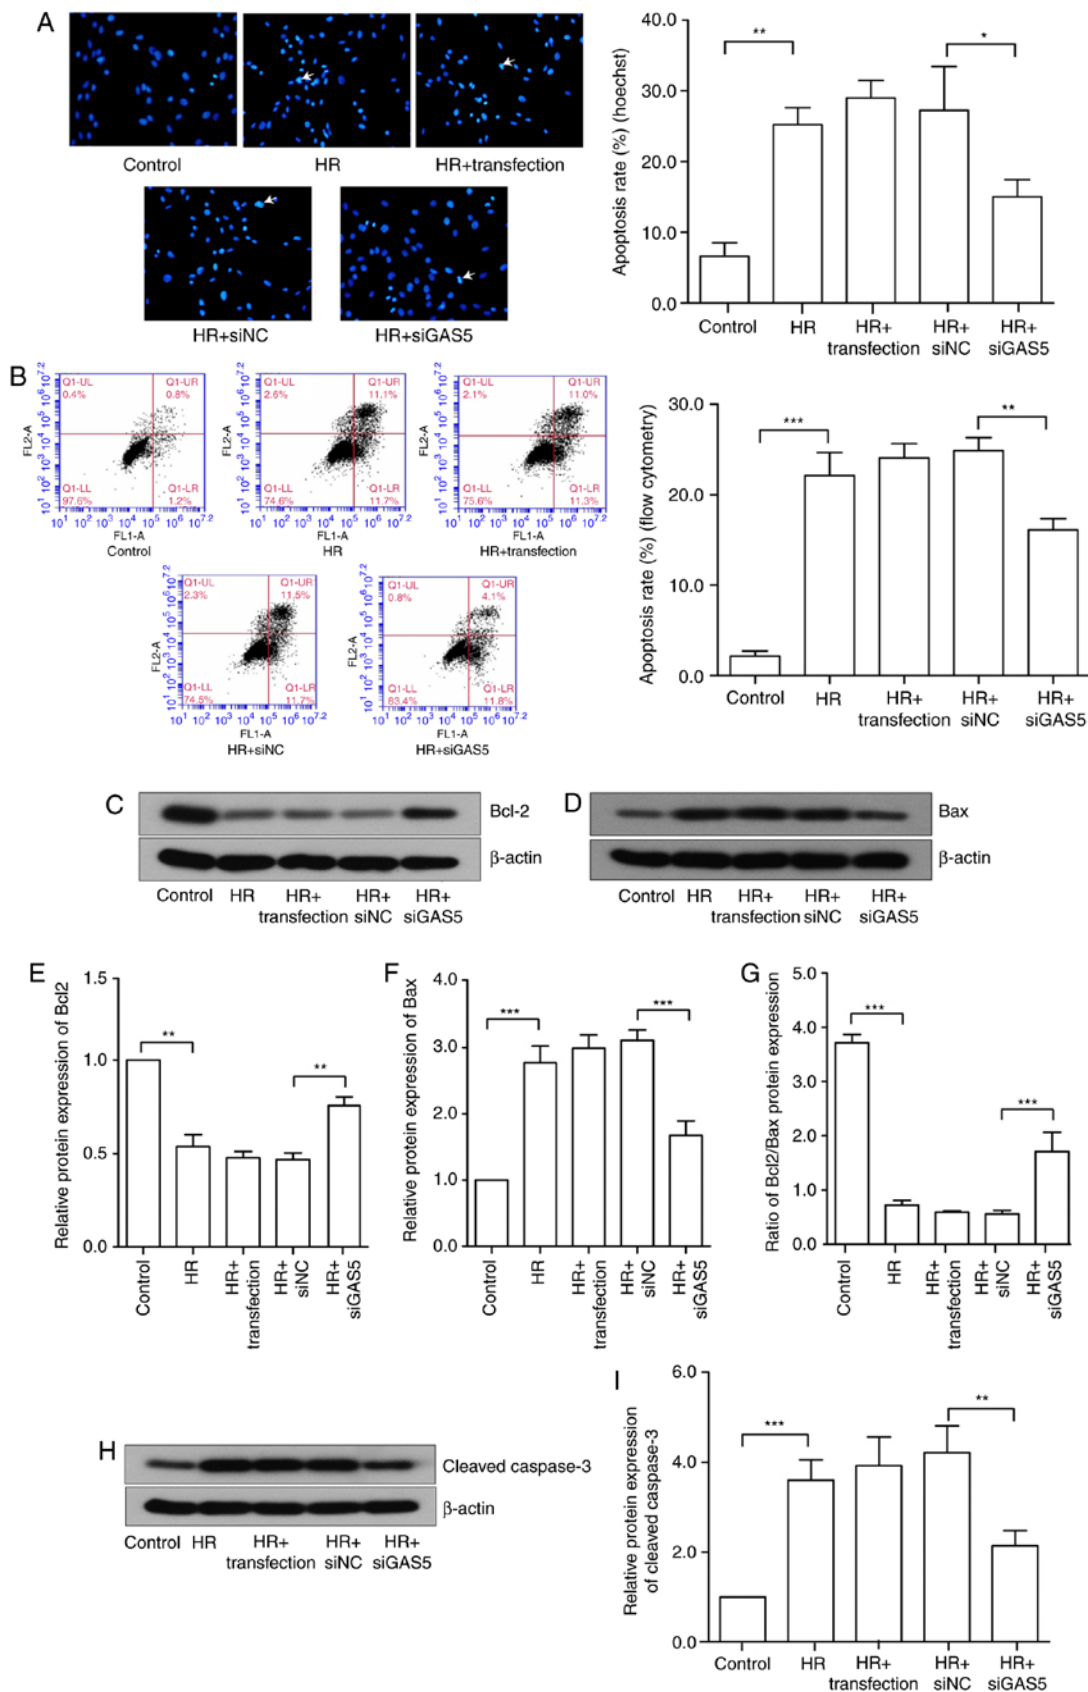 A
Control
HR
HR+transfection
HR+siNC
HR+siGAS5
Apoptosis rate (%) (hoechst)
40.0
30.0
20.0
10.0
0.0
**
*
Control
HR
HR+
transfection
HR+
siNC
HR+
siGAS5
B
Q1-UL
0.4%
Q1-UR
0.8%
Q1-LL
97.6%
Q1-LR
1.2%
FL2-A
FL1-A
Control
Q1-UL
2.6%
Q1-UR
11.1%
Q1-LL
74.6%
Q1-LR
11.7%
FL2-A
FL1-A
HR
Q1-UL
2.1%
Q1-UR
11.0%
Q1-LL
75.6%
Q1-LR
11.3%
FL2-A
FL1-A
HR+transfection
Q1-UL
2.3%
Q1-UR
11.5%
Q1-LL
74.5%
Q1-LR
11.7%
FL2-A
FL1-A
HR+siNC
Q1-UL
0.8%
Q1-UR
4.1%
Q1-LL
Q1-LR
11.8%
FL2-A
FL1-A
HR+siGAS5
Apoptosis rate (%) (flow cytometry)
30.0
20.0
10.0
0.0
***
**
Control
HR
HR+
transfection
HR+
siNC
HR+
siGAS5
C
Bcl-2
β-actin
Control
HR
HR+
transfection
HR+
siNC
HR+
siGAS5
D
Bax
β-actin
Control
HR
HR+
transfection
HR+
siNC
HR+
siGAS5
E
Relative protein expression of Bcl2
1.5
1.0
0.5
0.0
**
**
Control
HR
HR+
transfection
HR+
siNC
HR+
siGAS5
F
Relative protein expression of Bax
4.0
3.0
2.0
1.0
0.0
***
***
Control
HR
HR+
transfection
HR+
siNC
HR+
siGAS5
G
Ratio of Bcl2/Bax protein expression
5.0
4.0
3.0
2.0
1.0
0.0
***
***
Control
HR
HR+
transfection
HR+
siNC
HR+
siGAS5
H
Cleaved caspase-3
β-actin
Control
HR
HR+
transfection
HR+
siNC
HR+
siGAS5
I
Relative protein expression
of cleaved caspase-3
6.0
4.0
2.0
0.0
***
**
Control
HR
HR+
transfection
HR+
siNC
HR+
siGAS5